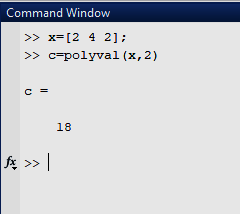 Command Window
>> x=[2 4 2];
>> c=polyval(x,2)
c =
18
fx >>